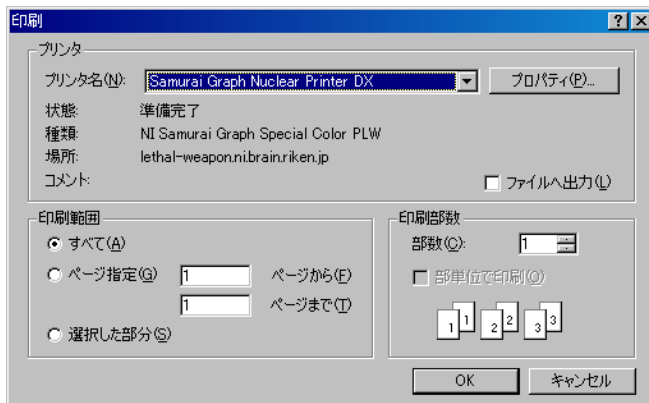 印刷
プリンタ
プリンタ名(N): Samurai Graph Nuclear Printer DX プロパティ(P)...
状態: 準備完了
種類: NI Samurai Graph Special Color PLW
場所: lethal-weapon.ni.brain.riken.jp
コメント: ファイルへ出力(L)
印刷範囲
すべて(A)
ページ指定(G) 1 ページから(F)
1 ページまで(T)
選択した部分(S)
印刷部数
部数(C): 1
部単位で印刷(O)
1 1 2 2 3 3
OK キャンセル